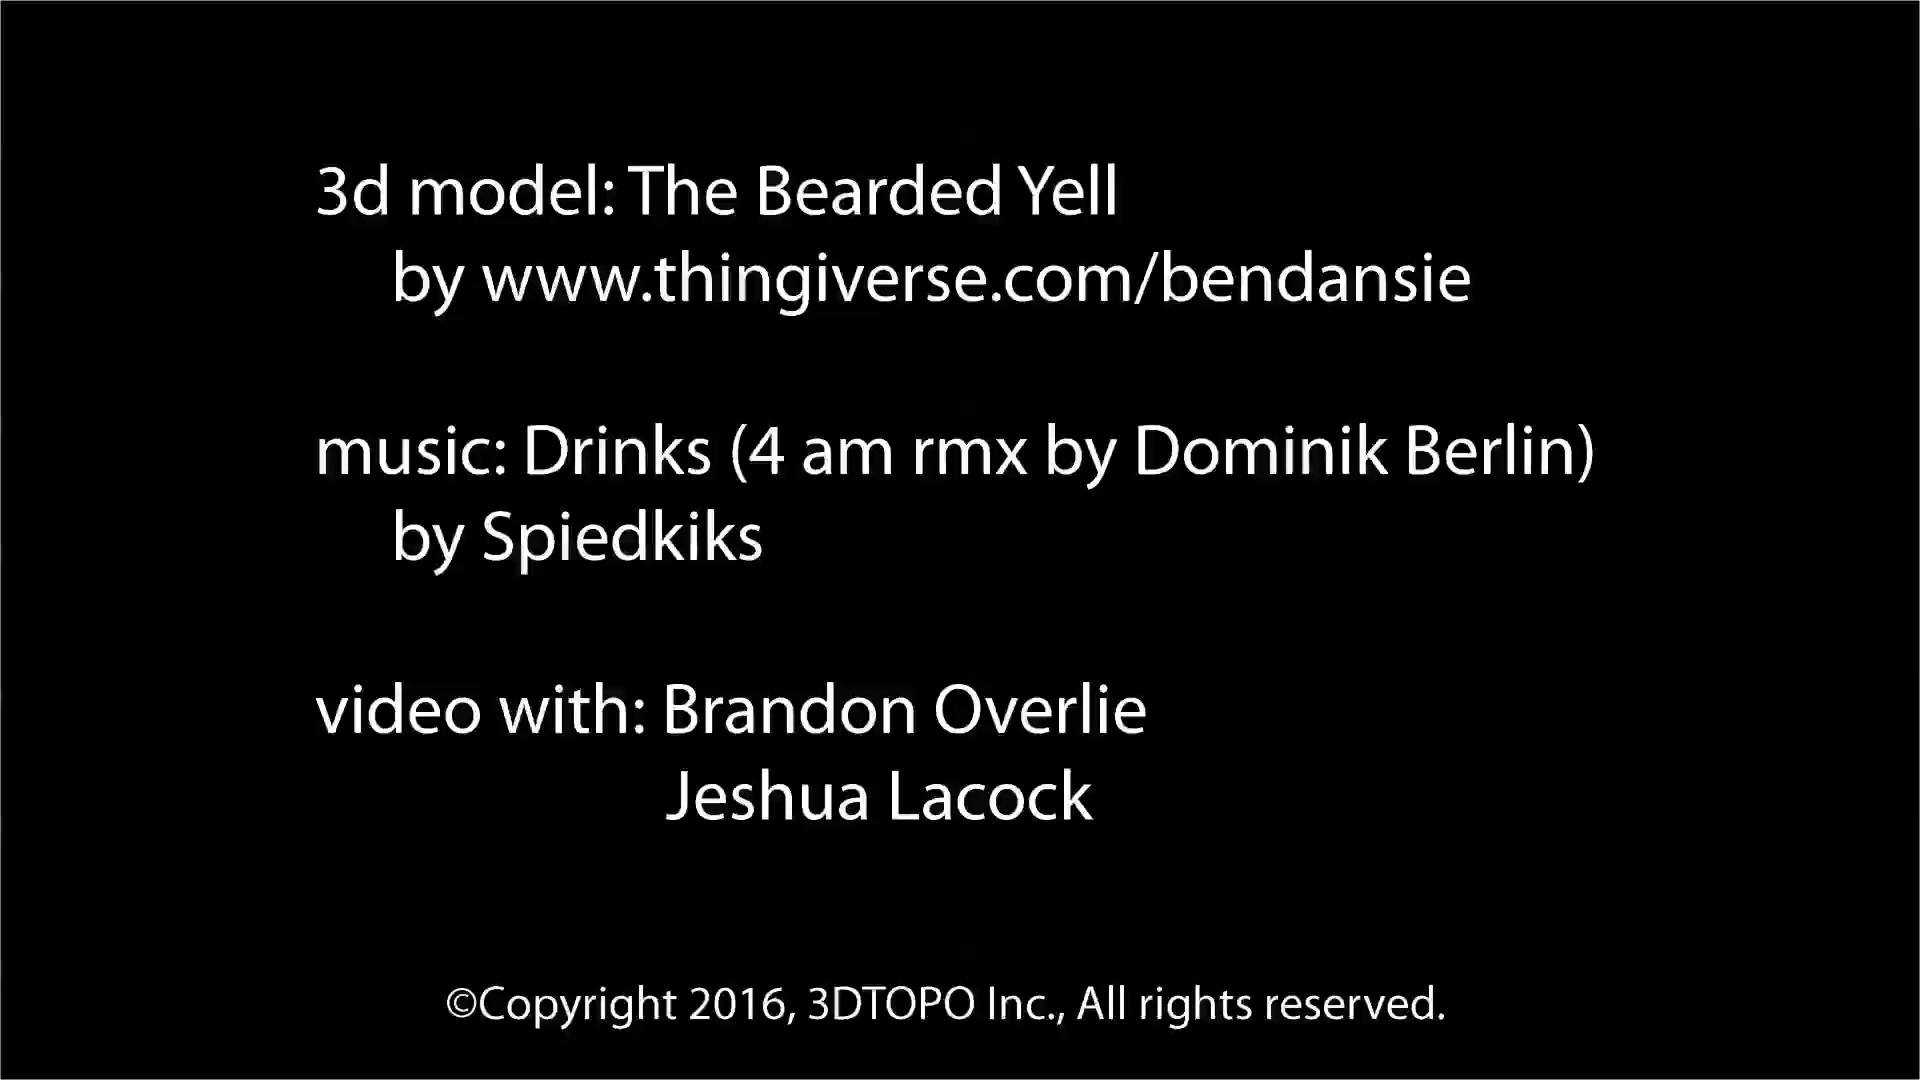 3d model: The Bearded Yell
by www.thingiverse.com/bendansie
music: Drinks (4 am rmx by Dominik Berlin)
by Spiedkiks
video with: Brandon Overlie
Jeshua Lacock
©Copyright 2016, 3DTOPO Inc., All rights reserved.